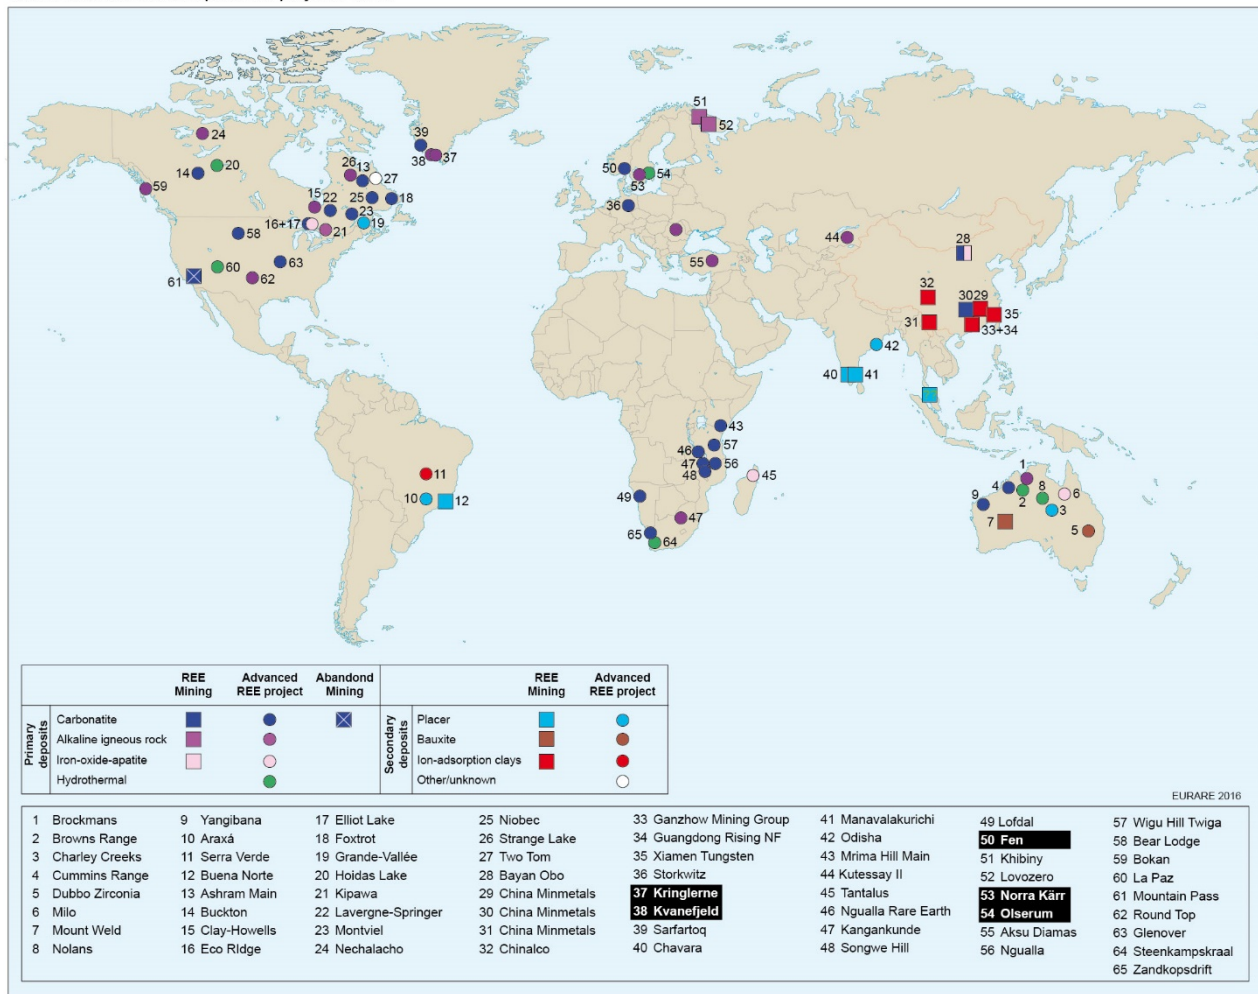 51
52
24
39
20
38
37
26
13
27
14
50
54
53
59
15
22
25
18
36
16+17
23
19
21
58
44
28
55
63
60
61
62
32
30
29
35
31
33+34
42
40
41
43
57
46
47
56
48
45
11
10
12
49
47
65
64
1
4
2
8
6
9
3
7
5
REE Mining
Advanced REE project
Abandond Mining
REE Mining
Advanced REE project
Primary deposits
Carbonatite
Alkaline igneous rock
Iron-oxide-apatite
Hydrothermal
Secondary deposits
Placer
Bauxite
Ion-adsorption clays
Other/unknown
EURARE 2016
1 Brockmans
2 Browns Range
3 Charley Creeks
4 Cummins Range
5 Dubbo Zirconia
6 Milo
7 Mount Weld
8 Nolans
9 Yangibana
10 Araxá
11 Serra Verde
12 Buena Norte
13 Ashram Main
14 Buckton
15 Clay-Howells
16 Eco RIdge
17 Elliot Lake
18 Foxtrot
19 Grande-Vallée
20 Hoidas Lake
21 Kipawa
22 Lavergne-Springer
23 Montviel
24 Nechalacho
25 Niobec
26 Strange Lake
27 Two Tom
28 Bayan Obo
29 China Minmetals
30 China Minmetals
31 China Minmetals
32 Chinalco
33 Ganzhow Mining Group
34 Guangdong Rising NF
35 Xiamen Tungsten
36 Storkwitz
37 Kringlerne
38 Kvanefjeld
39 Sarfartoq
40 Chavara
41 Manavalakurichi
42 Odisha
43 Mrima Hill Main
44 Kutessay II
45 Tantalus
46 Ngualla Rare Earth
47 Kangankunde
48 Songwe Hill
49 Lofdal
50 Fen
51 Khibiny
52 Lovozero
53 Norra Kärr
54 Olserum
55 Aksu Diamas
56 Ngualla
57 Wigu Hill Twiga
58 Bear Lodge
59 Bokan
60 La Paz
61 Mountain Pass
62 Round Top
63 Glenover
64 Steenkampskraal
65 Zandkopsdrift